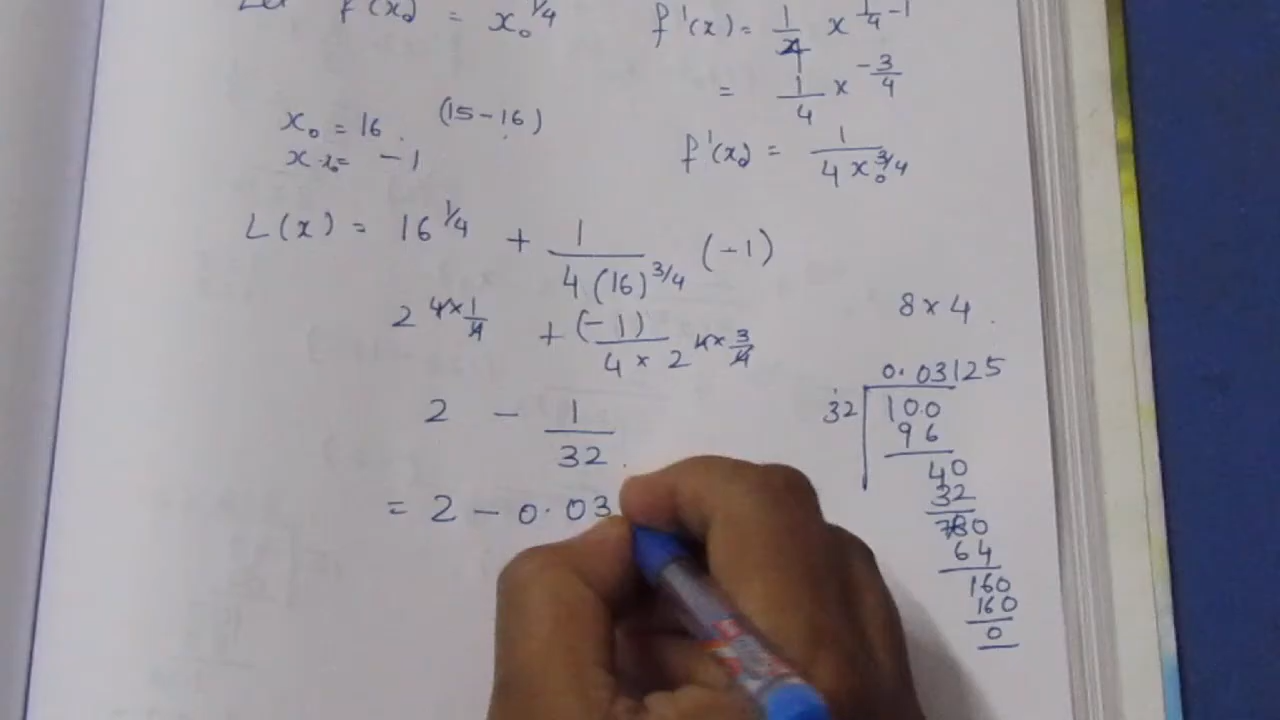 Let f(x₀) = x₀^1/4
f'(x) = 1/4 x^1/4-1
= 1/4 x^-3/4
x₀ = 16 . (15-16)
x-x₀ = -1
f'(x₀) = 1/4x₀^3/4
L(x) = 16^1/4 + 1/4(16)^3/4 (-1)
2^4×1/4 + (-1)/4×2^4×3/4
2 - 1/32
= 2 - 0.03
8 × 4 .
0.03125
32 100
96
40
32
80
64
160
160
0